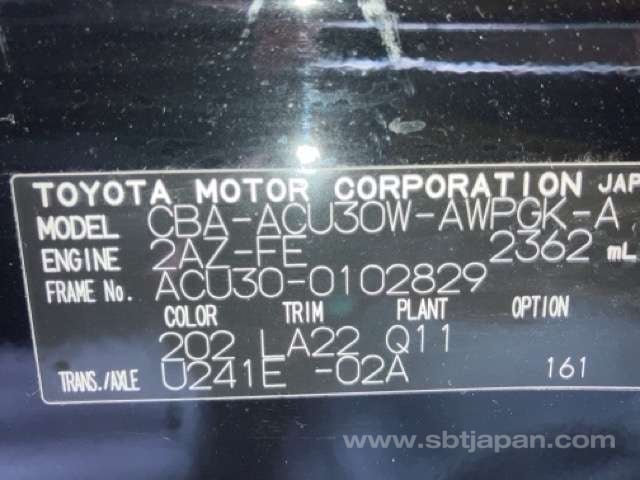 TOYOTA MOTOR CORPORATION JAP
MODEL CBA-ACU30W-AWPGK-A
ENGINE 2AZ-FE 2362 mL
FRAME No. ACU30-0102829
COLOR TRIM PLANT OPTION
202 LA22 Q11
TRANS./AXLE U241E -02A 161
www.sbtjapan.com